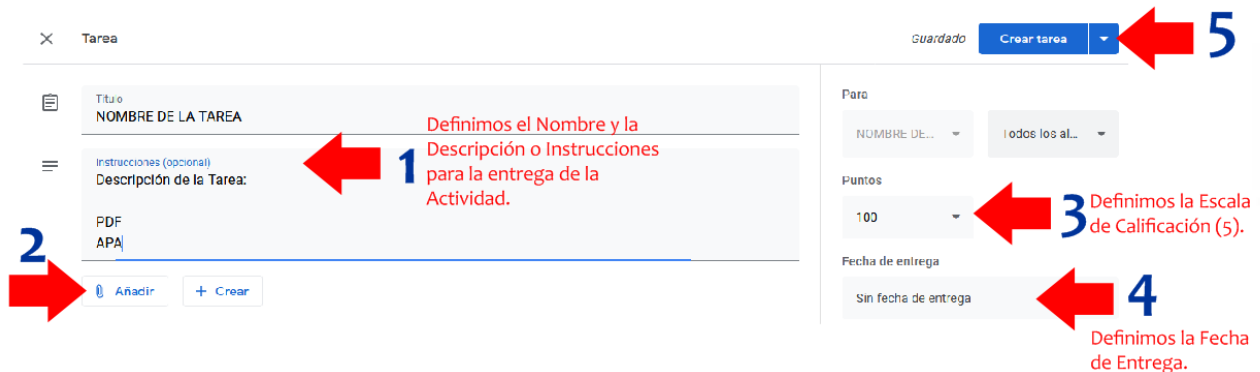 Tarea
Guardado
Crear tarea
5
Título
NOMBRE DE LA TAREA
Instrucciones (opcional)
Descripción de la Tarea:
PDF
APA
1
Definimos el Nombre y la
Descripción o Instrucciones
para la entrega de la
Actividad.
2
Añadir
+ Crear
Para
NOMBRE DE...
Todos los al...
Puntos
100
3
Definimos la Escala
de Calificación (5).
Fecha de entrega
Sin fecha de entrega
4
Definimos la Fecha
de Entrega.